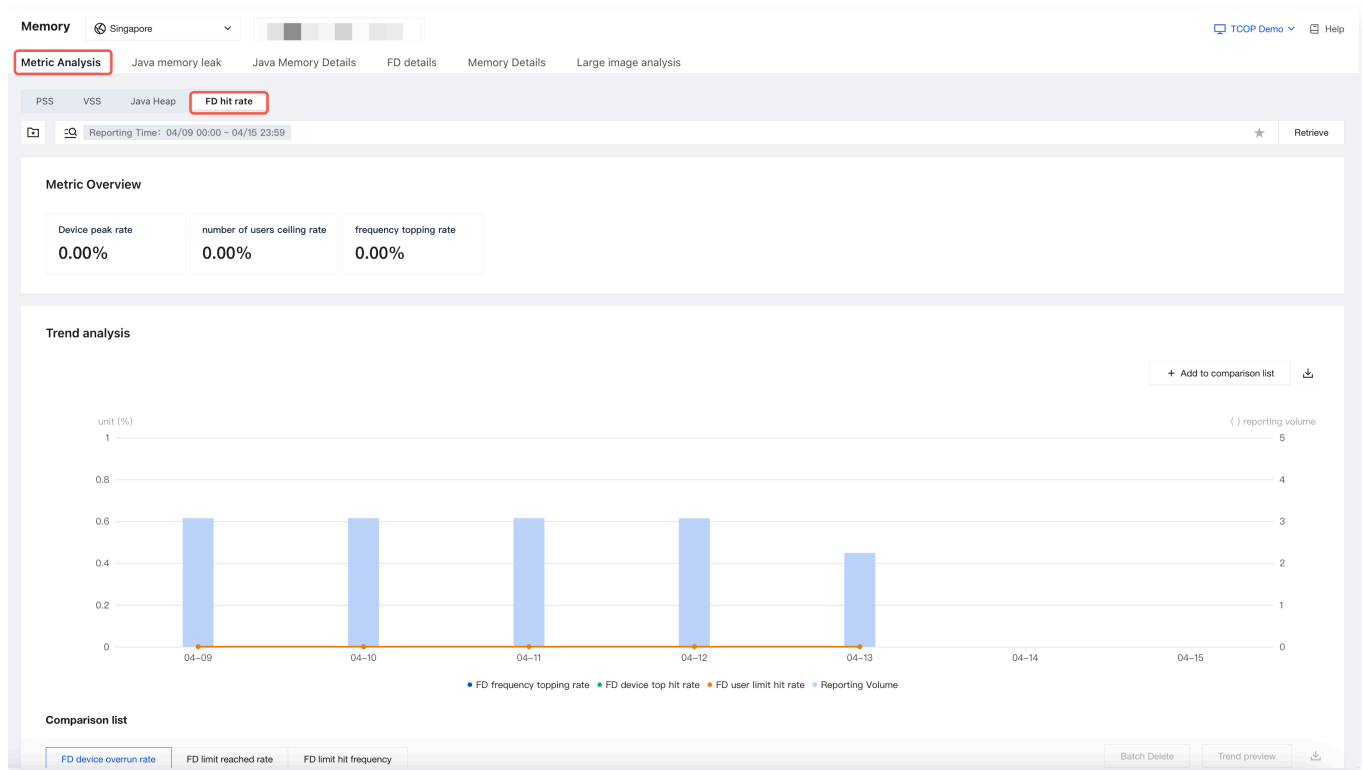 Memory Singapore TCOP Demo Help
Metric Analysis Java memory leak Java Memory Details FD details Memory Details Large image analysis
PSS VSS Java Heap FD hit rate
Reporting Time: 04/09 00:00 ~ 04/15 23:59 Retrieve
Metric Overview
Device peak rate number of users ceiling rate frequency topping rate
0.00% 0.00% 0.00%
Trend analysis
+ Add to comparison list
unit (%) ( ) reporting volume
1 5
0.8 4
0.6 3
0.4 2
0.2 1
0 0
04-09 04-10 04-11 04-12 04-13 04-14 04-15
FD frequency topping rate FD device top hit rate FD user limit hit rate Reporting Volume
Comparison list
FD device overrun rate FD limit reached rate FD limit hit frequency Batch Delete Trend preview